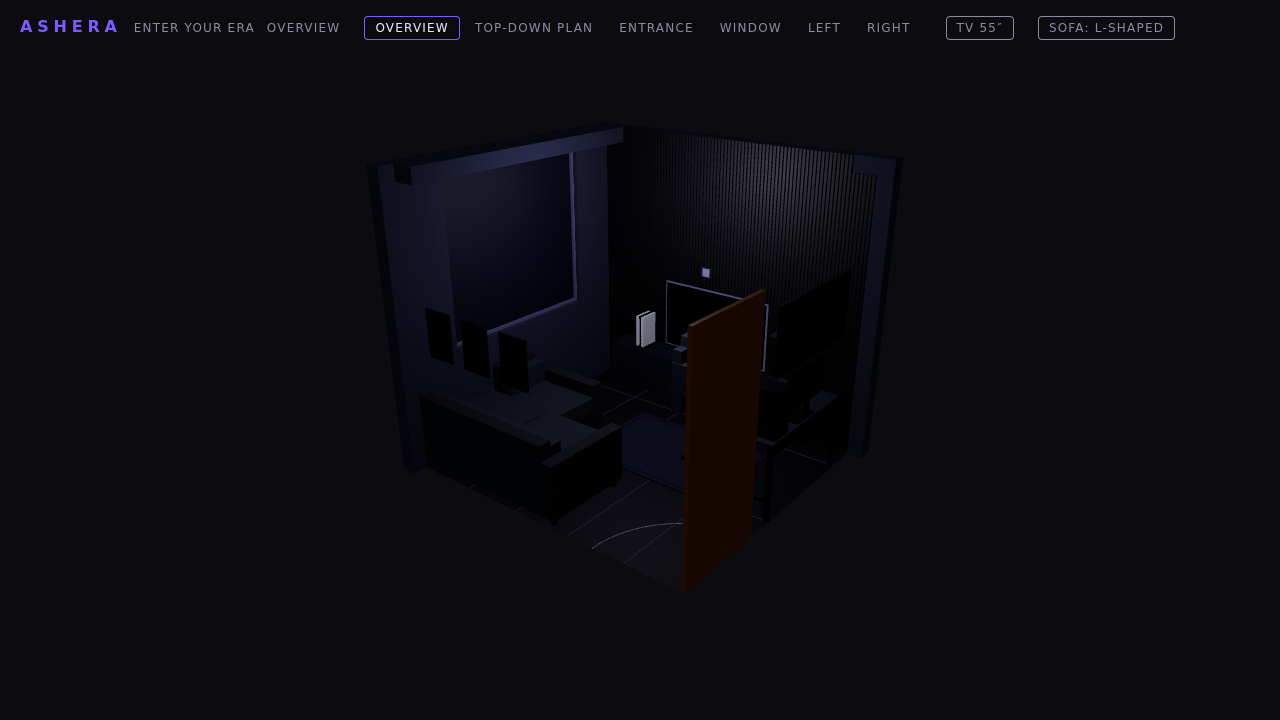 ASHERA ENTER YOUR ERA OVERVIEW OVERVIEW TOP-DOWN PLAN ENTRANCE WINDOW LEFT RIGHT TV 55″ SOFA: L-SHAPED